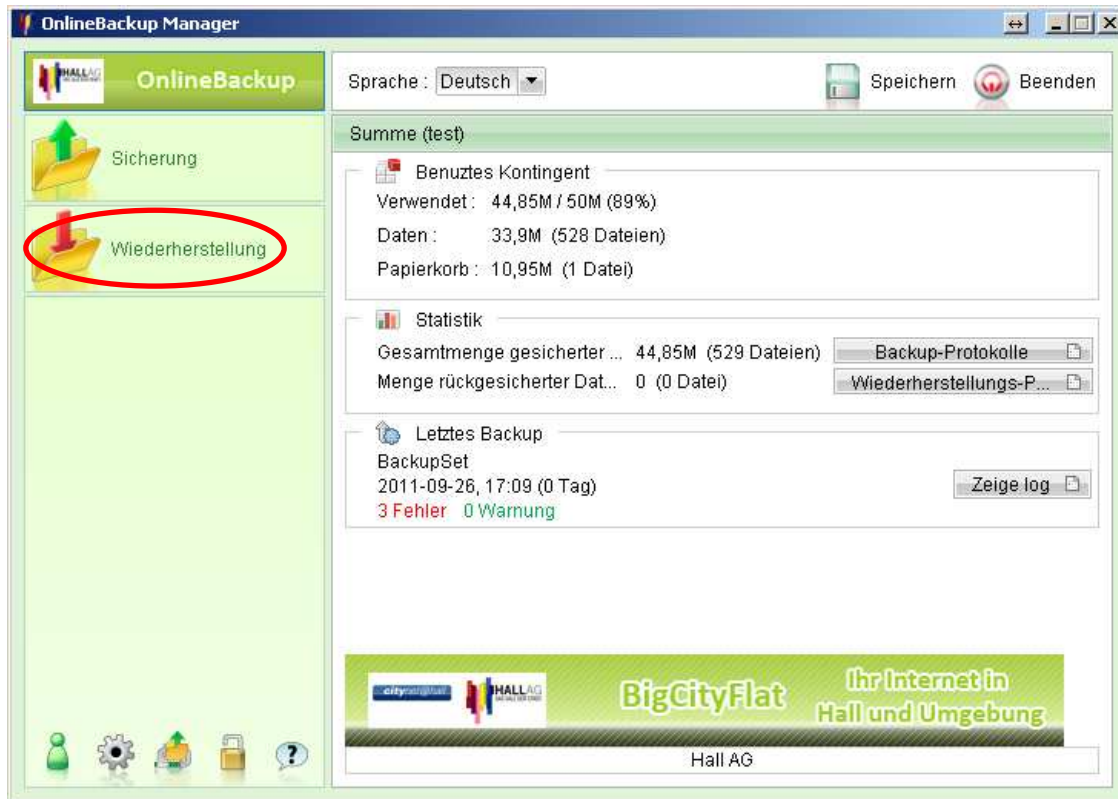 OnlineBackup Manager
HALLAG
OnlineBackup
Sprache : Deutsch
Speichern
Beenden
Sicherung
Wiederherstellung
Summe (test)
Benuztes Kontingent
Verwendet : 44,85M / 50M (89%)
Daten : 33,9M (528 Dateien)
Papierkorb : 10,95M (1 Datei)
Statistik
Gesamtmenge gesicherter ... 44,85M (529 Dateien) Backup-Protokolle
Menge rückgesicherter Dat... 0 (0 Datei) Wiederherstellungs-P...
Letztes Backup
BackupSet
2011-09-26, 17:09 (0 Tag) Zeige log
3 Fehler 0 Warnung
HALLAG
BigCityFlat
Ihr Internet in
Hall und Umgebung
Hall AG
?